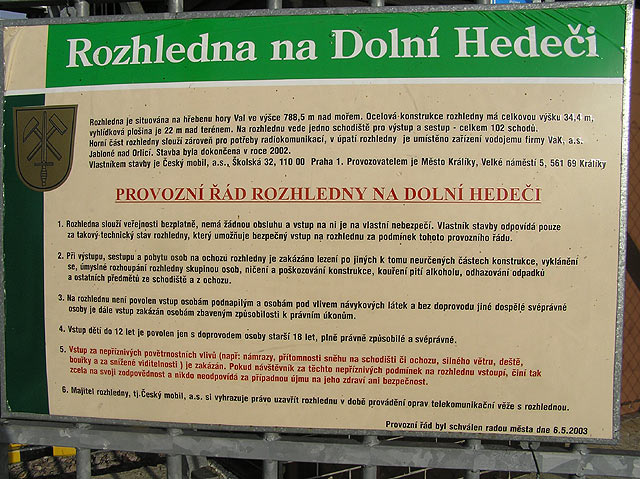 Rozhledna na Dolní Hedeči
Rozhledna je situována na hřebenu hory Val ve výšce 788,5 m nad mořem. Ocelová konstrukce rozhledny má celkovou výšku 34,4 m,
vyhlídková plošina je 22 m nad terénem. Na rozhlednu vede jedno schodiště pro výstup a sestup - celkem 102 schodů.
Horní část rozhledny slouží zároveň pro potřeby radiokomunikací, v úpatí rozhledny je umístěno zařízení vodojemu firmy VaK, a.s.
Jabloné nad Orlicí. Stavba byla dokončena v roce 2002.
Vlastníkem stavby je Český mobil, a.s., Školská 32, 110 00 Praha 1. Provozovatelem je Město Králíky, Velké náměstí 5, 561 69 Králíky
PROVOZNÍ ŘÁD ROZHLEDNY NA DOLNÍ HEDEČI
1. Rozhledna slouží veřejnosti bezplatně, nemá žádnou obsluhu a vstup na ni je na vlastní nebezpečí. Vlastník stavby odpovídá pouze
za takový technický stav rozhledny, který umožňuje bezpečný vstup na rozhlednu za podmínek tohoto provozního řádu.
2. Při výstupu, sestupu a pobytu osob na ochozu rozhledny je zakázáno lezení po jiných k tomu neurčených částech konstrukce, vyklánění
se, úmyslné rozhoupání rozhledny skupinou osob, ničení a poškozování konstrukce, kouření pití alkoholu, odhazování odpadků
a ostatních předmětů ze schodiště a z ochozu.
3. Na rozhlednu není povolen vstup osobám podnapilým a osobám pod vlivem návykových látek a bez doprovodu jiné dospělé svéprávné
osoby je dále vstup zakázán osobám zbaveným způsobilosti k právním úkonům.
4. Vstup dětí do 12 let je povolen jen s doprovodem osoby starší 18 let, plně právně způsobilé a svéprávné.
5. Vstup za nepříznivých povětrnostních vlivů (např: námrazy, přítomnosti sněhu na schodišti či ochozu, silného větru, deště,
bouřky a za snížené viditelnosti ) je zakázán. Pokud návštěvník za těchto nepříznivých podmínek na rozhlednu vstoupí, činí tak
zcela na svoji zodpovědnost a nikdo neodpovídá za případnou újmu na jeho zdraví ani bezpečnost.
6. Majitel rozhledny, tj.Český mobil, a.s. si vyhrazuje právo uzavřít rozhlednu v době provádění oprav telekomunikační věže s rozhlednou.
Provozní řád byl schválen radou města dne 6.5.2003